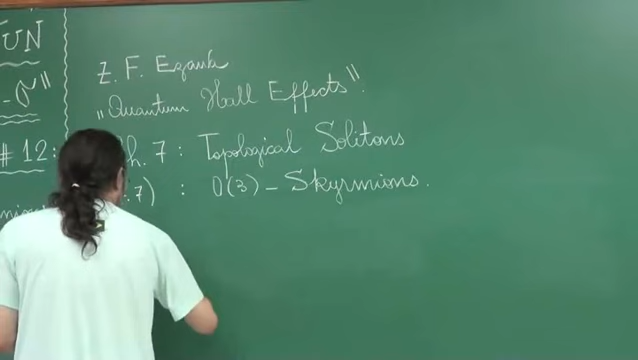 UN
Z. F. Ezawa
"Quantum Hall Effects".
#12: Ch. 7 : Topological Solitons
.7) : O(3) - Skyrmions.